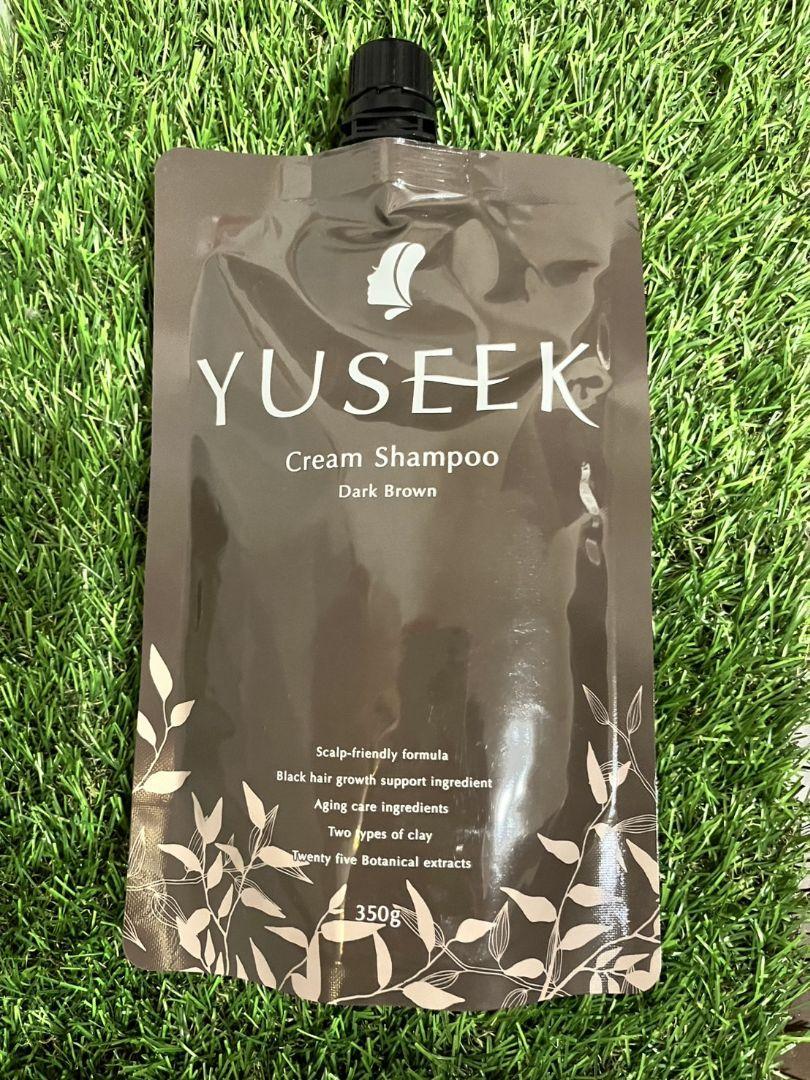 YUSEEK
Cream Shampoo
Dark Brown
Scalp-friendly formula
Black hair growth support ingredient
Aging care ingredients
Two types of clay
Twenty five Botanical extracts
350g